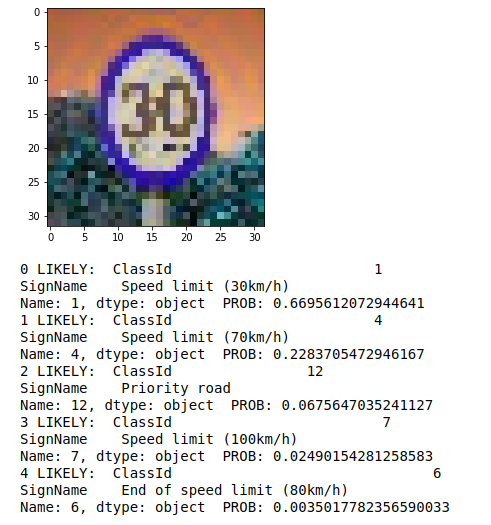 0
5
10
15
20
25
30
30
0 5 10 15 20 25 30
0 LIKELY: ClassId 1
SignName Speed limit (30km/h)
Name: 1, dtype: object PROB: 0.6695612072944641
1 LIKELY: ClassId 4
SignName Speed limit (70km/h)
Name: 4, dtype: object PROB: 0.2283705472946167
2 LIKELY: ClassId 12
SignName Priority road
Name: 12, dtype: object PROB: 0.0675647035241127
3 LIKELY: ClassId 7
SignName Speed limit (100km/h)
Name: 7, dtype: object PROB: 0.02490154281258583
4 LIKELY: ClassId 6
SignName End of speed limit (80km/h)
Name: 6, dtype: object PROB: 0.0035017782356590033